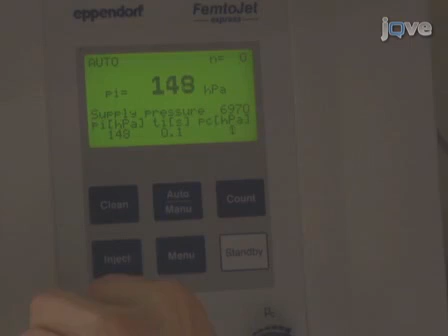 jove
eppendorf
FemtoJet
express
AUTO n= 0
pi= 148 hPa
Supply pressure 6970
pi[hPa] ti[s] pc[hPa]
148 0.1 1
Clean
Auto
Manu
Count
Inject
Menu
Standby